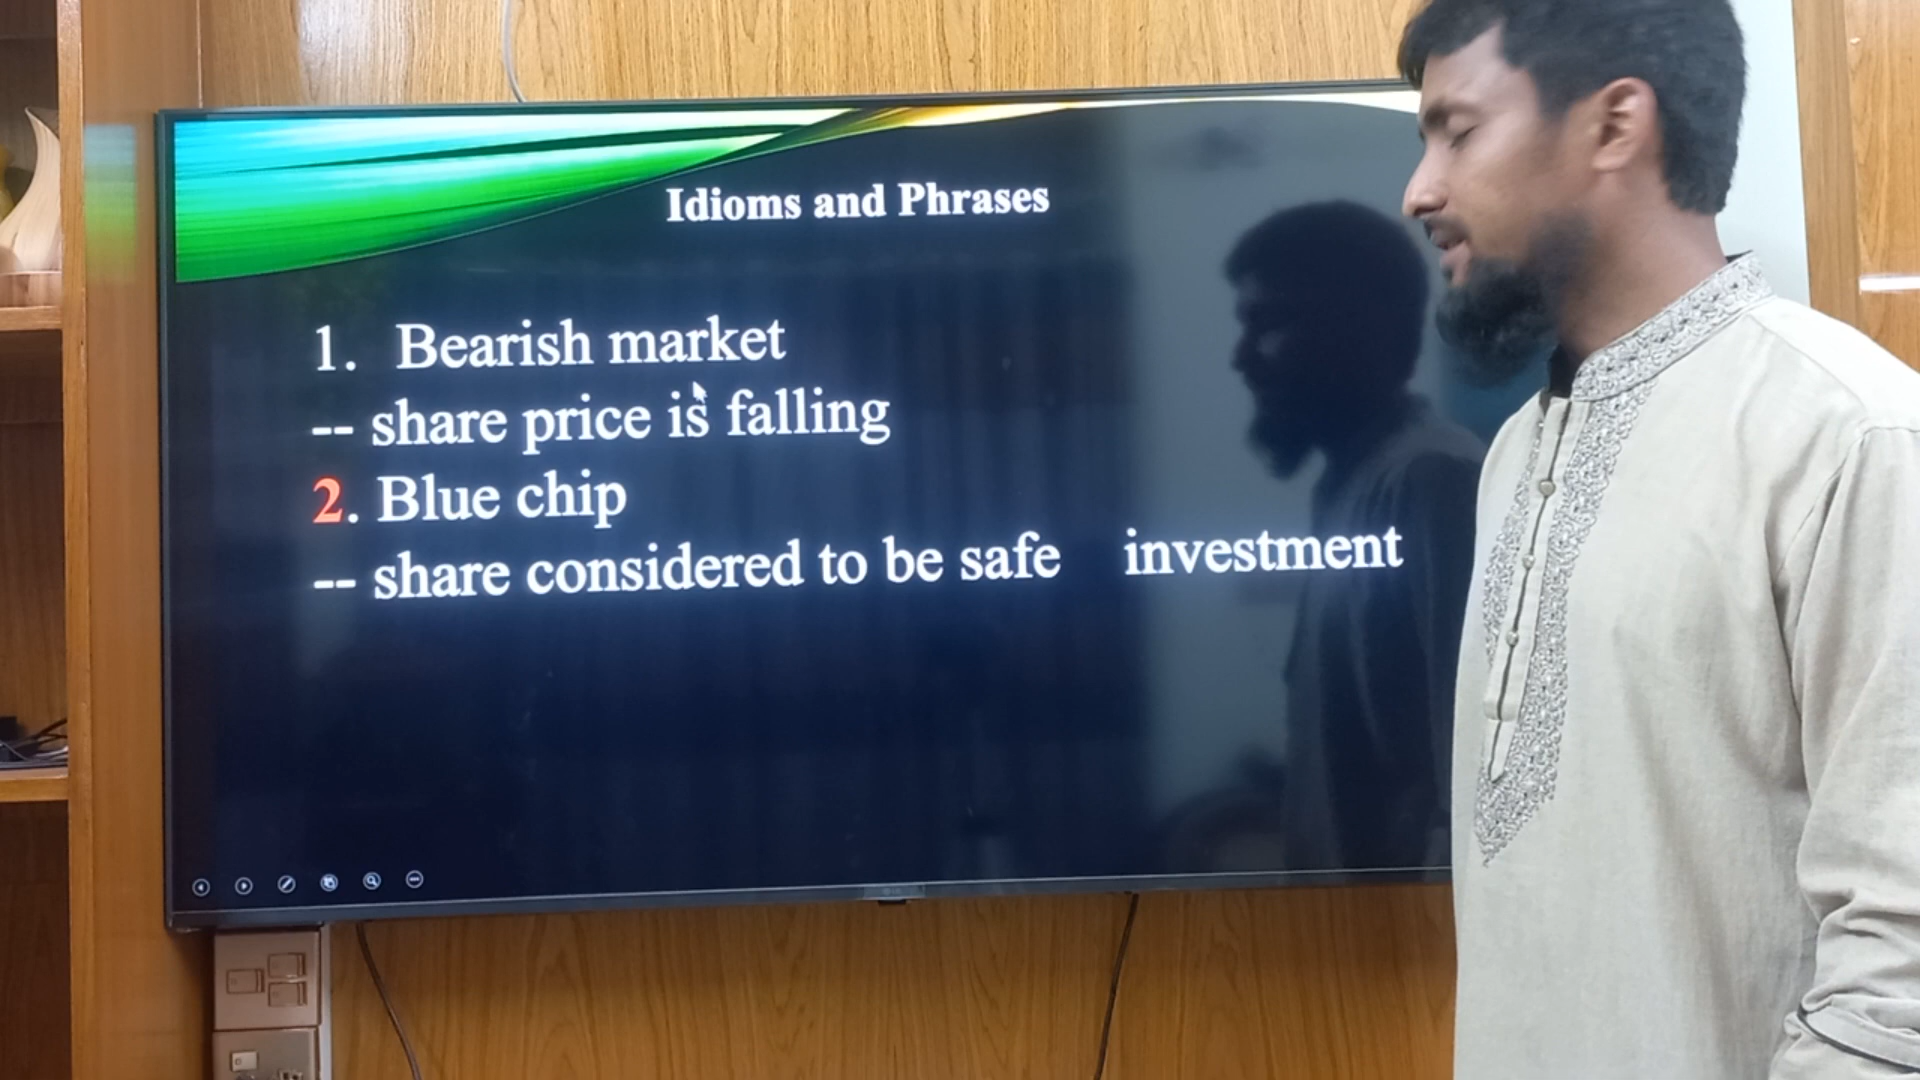 Idioms and Phrases
1. Bearish market
-- share price is falling
2. Blue chip
-- share considered to be safe investment